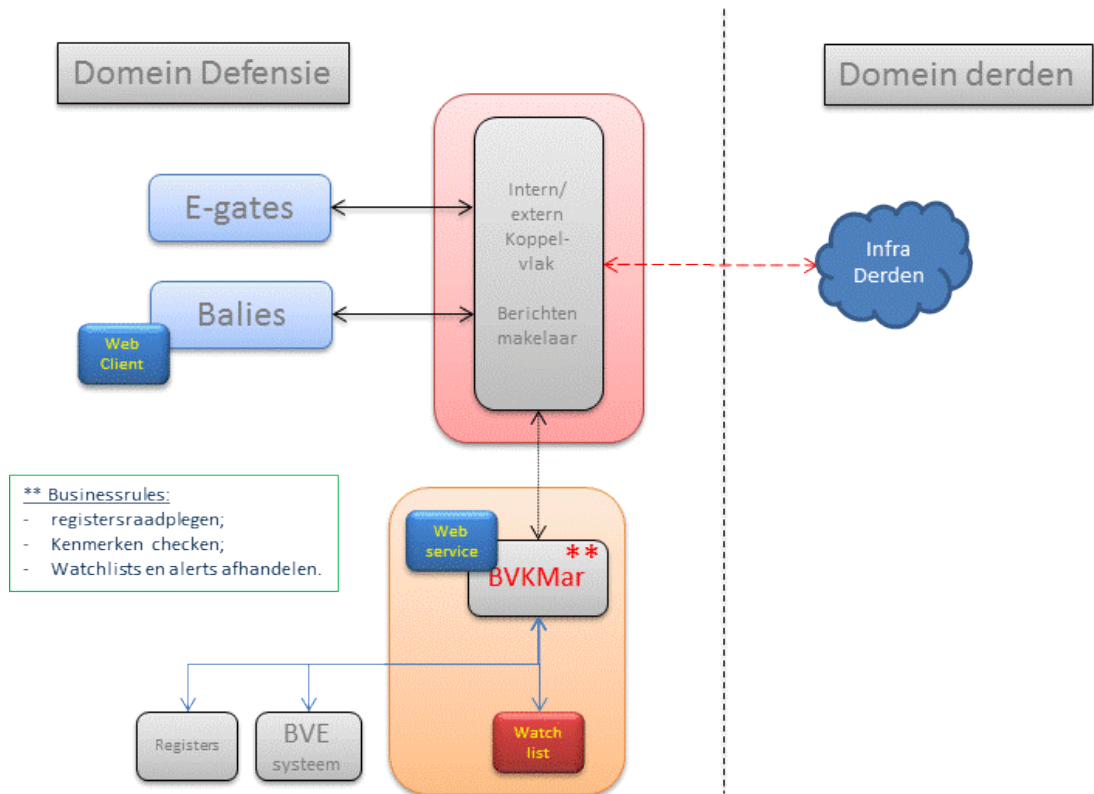 Domein Defensie
Domein derden
E-gates
Balies
Web
Client
Intern/
extern
Koppel-
vlak
Berichten
makelaar
Infra
Derden
** Businessrules:
- registersraadplegen;
- Kenmerken checken;
- Watchlists en alerts afhandelen.
Web
service
**
BVKMar
Registers
BVE
systeem
Watch
list